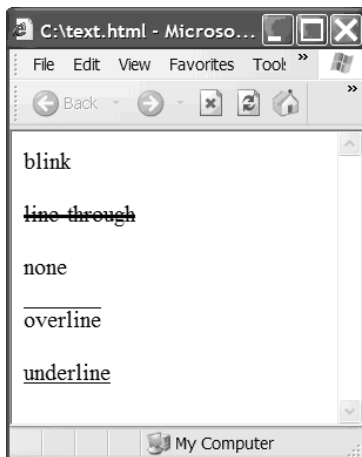 C:\text.html - Microso...
File Edit View Favorites Tool »
Back »
blink
line-through
none
overline
underline
My Computer